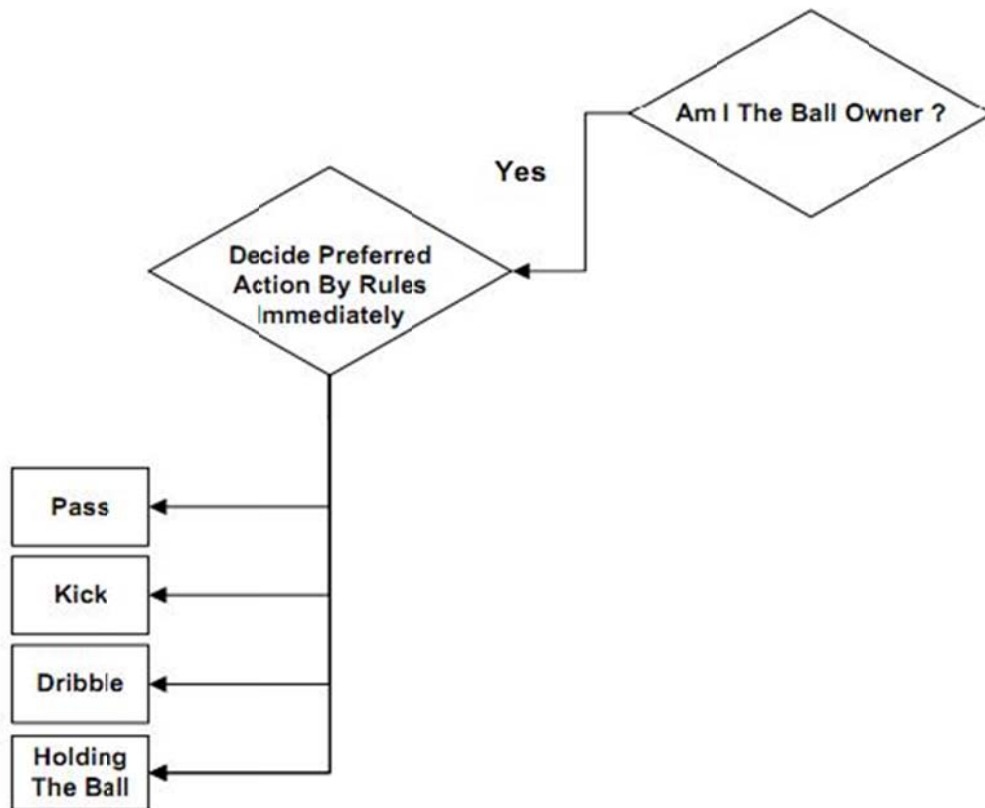 Am I The Ball Owner ?
Yes
Decide Preferred
Action By Rules
Immediately
Pass
Kick
Dribble
Holding
The Ball